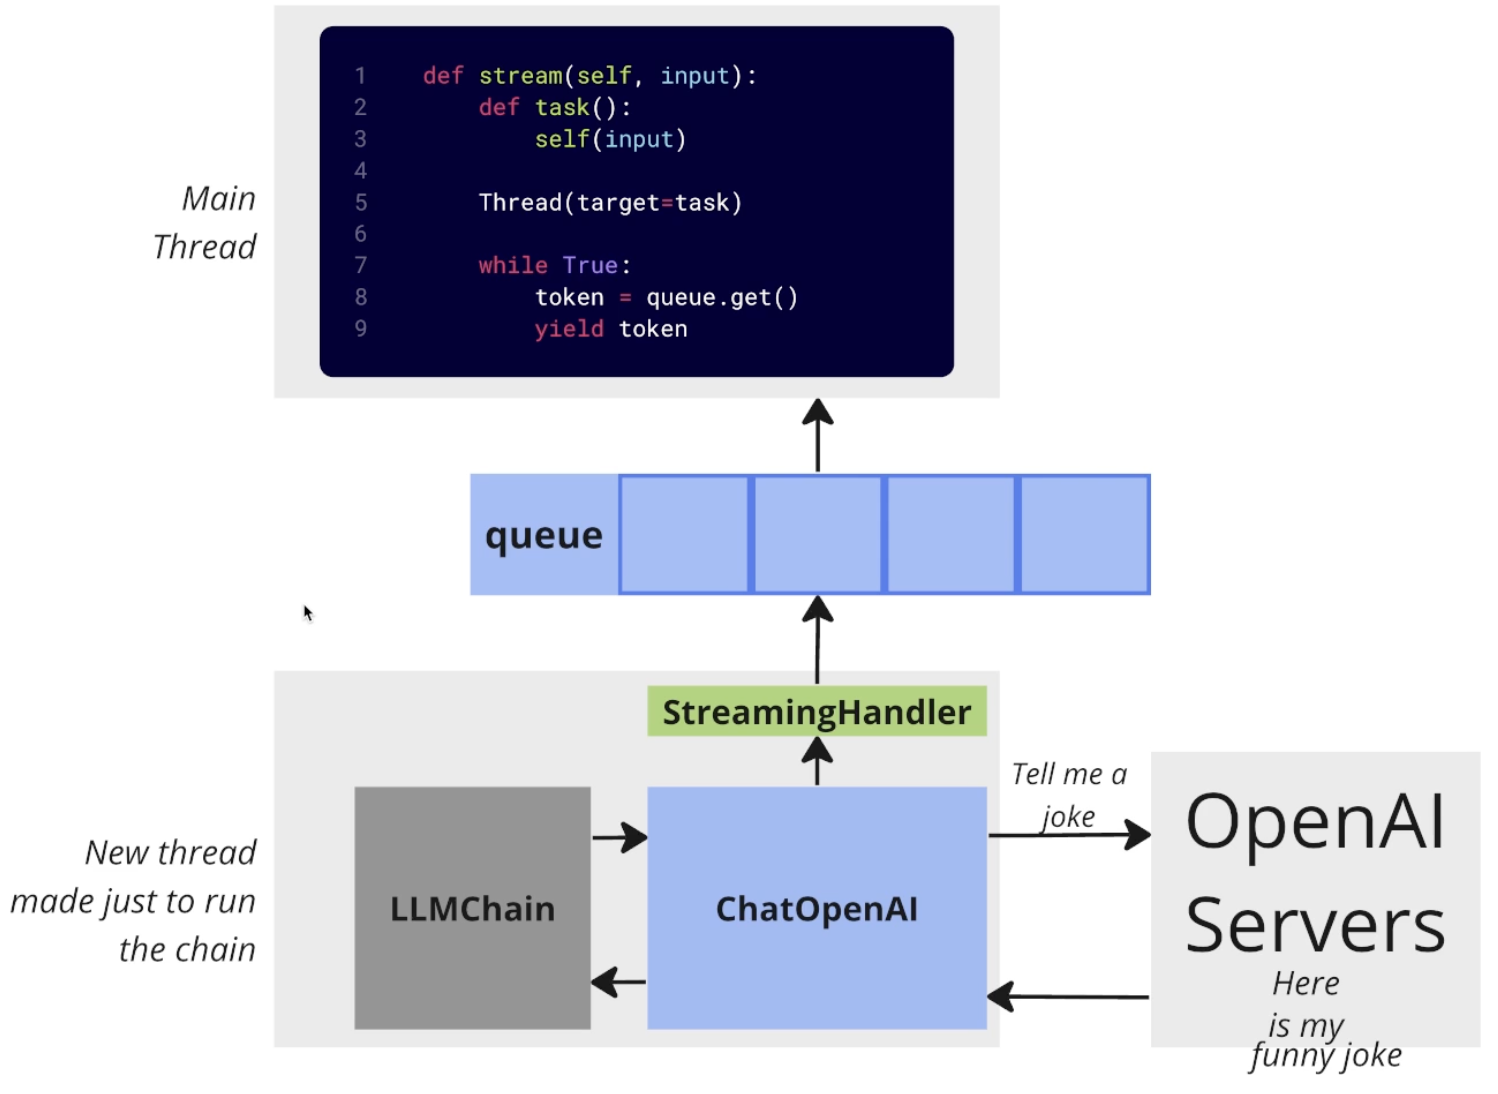 1 def stream(self, input):
2 def task():
3 self(input)
4
5 Thread(target=task)
6
7 while True:
8 token = queue.get()
9 yield token
Main
Thread
queue
StreamingHandler
New thread
made just to run
the chain
LLMChain
ChatOpenAI
Tell me a
joke
OpenAI
Servers
Here
is my
funny joke